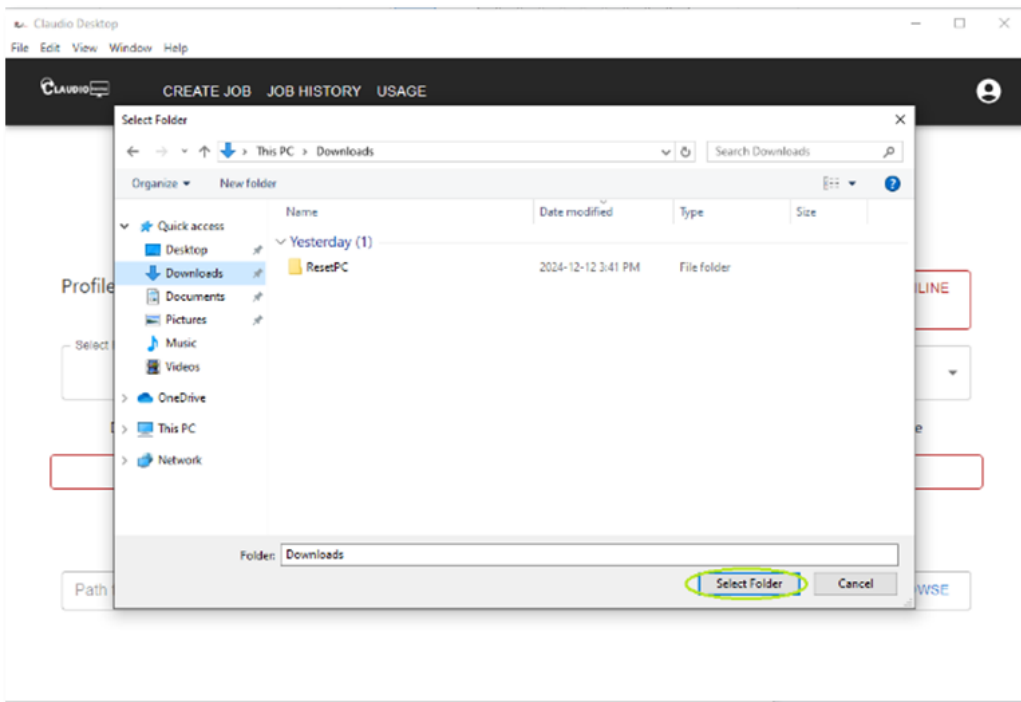 Claudio Desktop
File Edit View Window Help
CLAUDIO CREATE JOB JOB HISTORY USAGE
Select Folder
This PC > Downloads
Search Downloads
Organize New folder
Name Date modified Type Size
Quick access
Desktop
Downloads
Documents
Pictures
Music
Videos
OneDrive
This PC
Network
Yesterday (1)
ResetPC 2024-12-12 3:41 PM File folder
Profile
LINE
Select
Folder: Downloads
Select Folder Cancel
Path
WSE